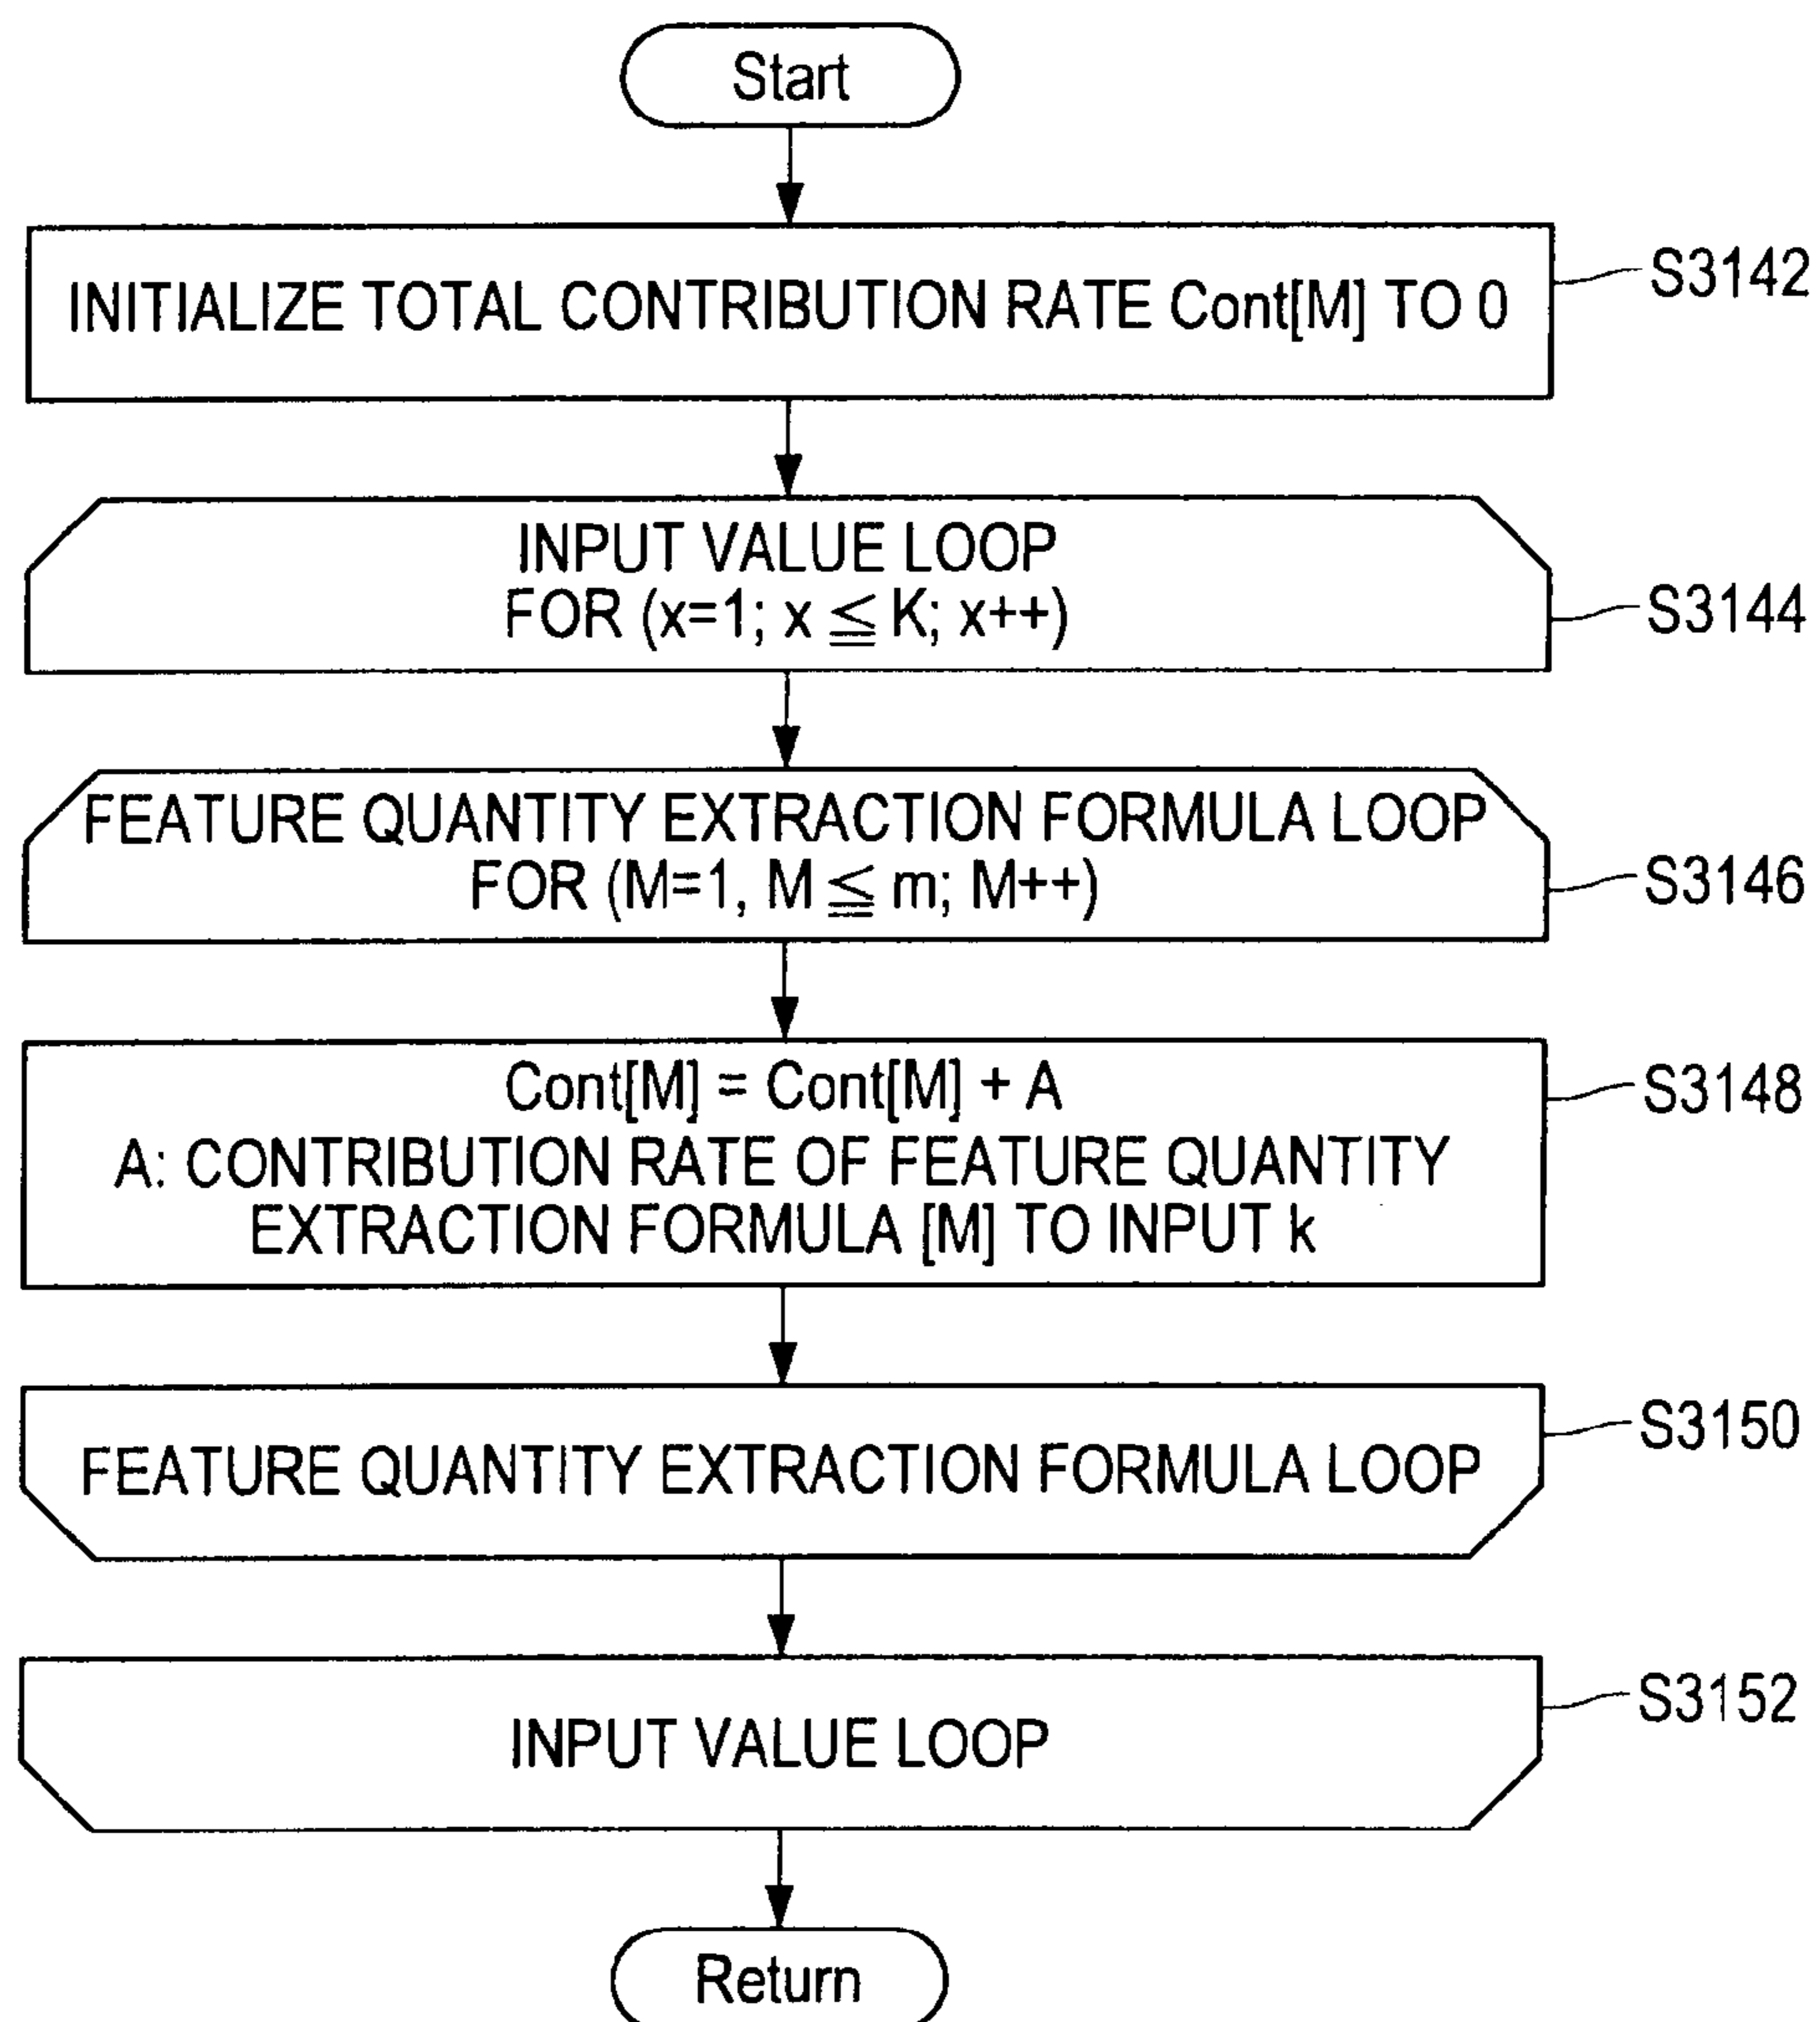 Start
INITIALIZE TOTAL CONTRIBUTION RATE Cont[M] TO 0
S3142
INPUT VALUE LOOP
FOR (x=1; x ≦ K; x++)
S3144
FEATURE QUANTITY EXTRACTION FORMULA LOOP
FOR (M=1, M ≦ m; M++)
S3146
Cont[M] = Cont[M] + A
A: CONTRIBUTION RATE OF FEATURE QUANTITY
EXTRACTION FORMULA [M] TO INPUT k
S3148
FEATURE QUANTITY EXTRACTION FORMULA LOOP
S3150
INPUT VALUE LOOP
S3152
Return